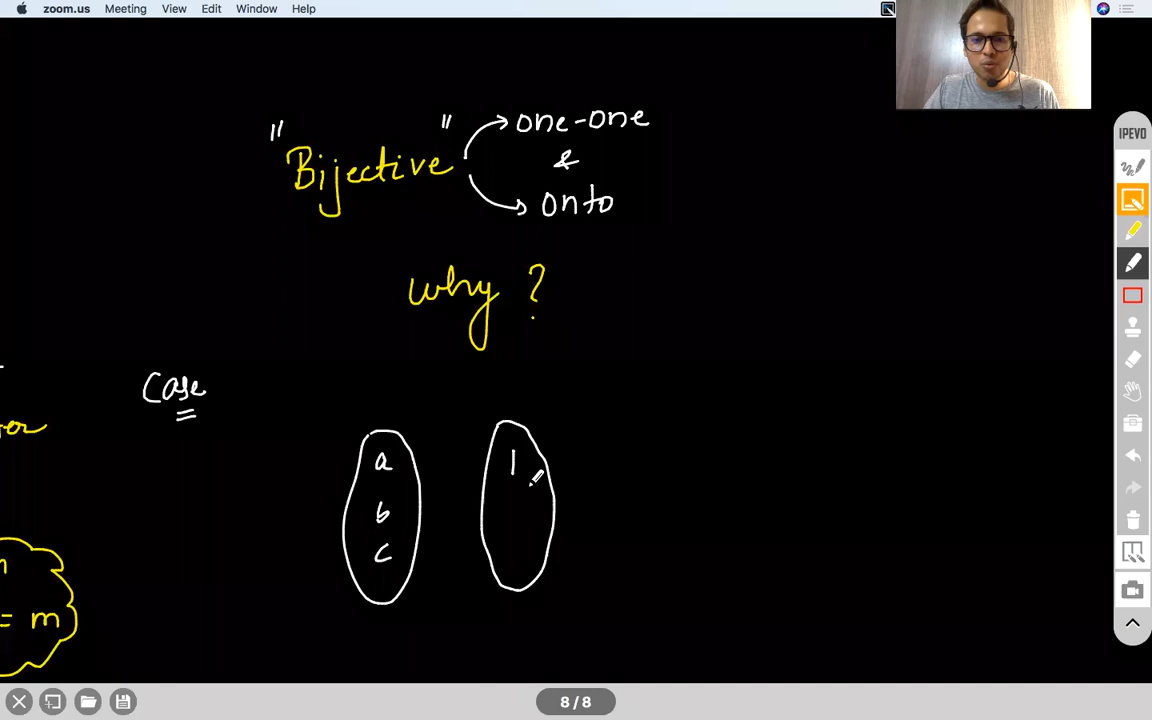 zoom.us Meeting View Edit Window Help
IPEVO
"Bijective" one-one
&
onto
why ?
Case
a 1
b
c
= m
8 / 8